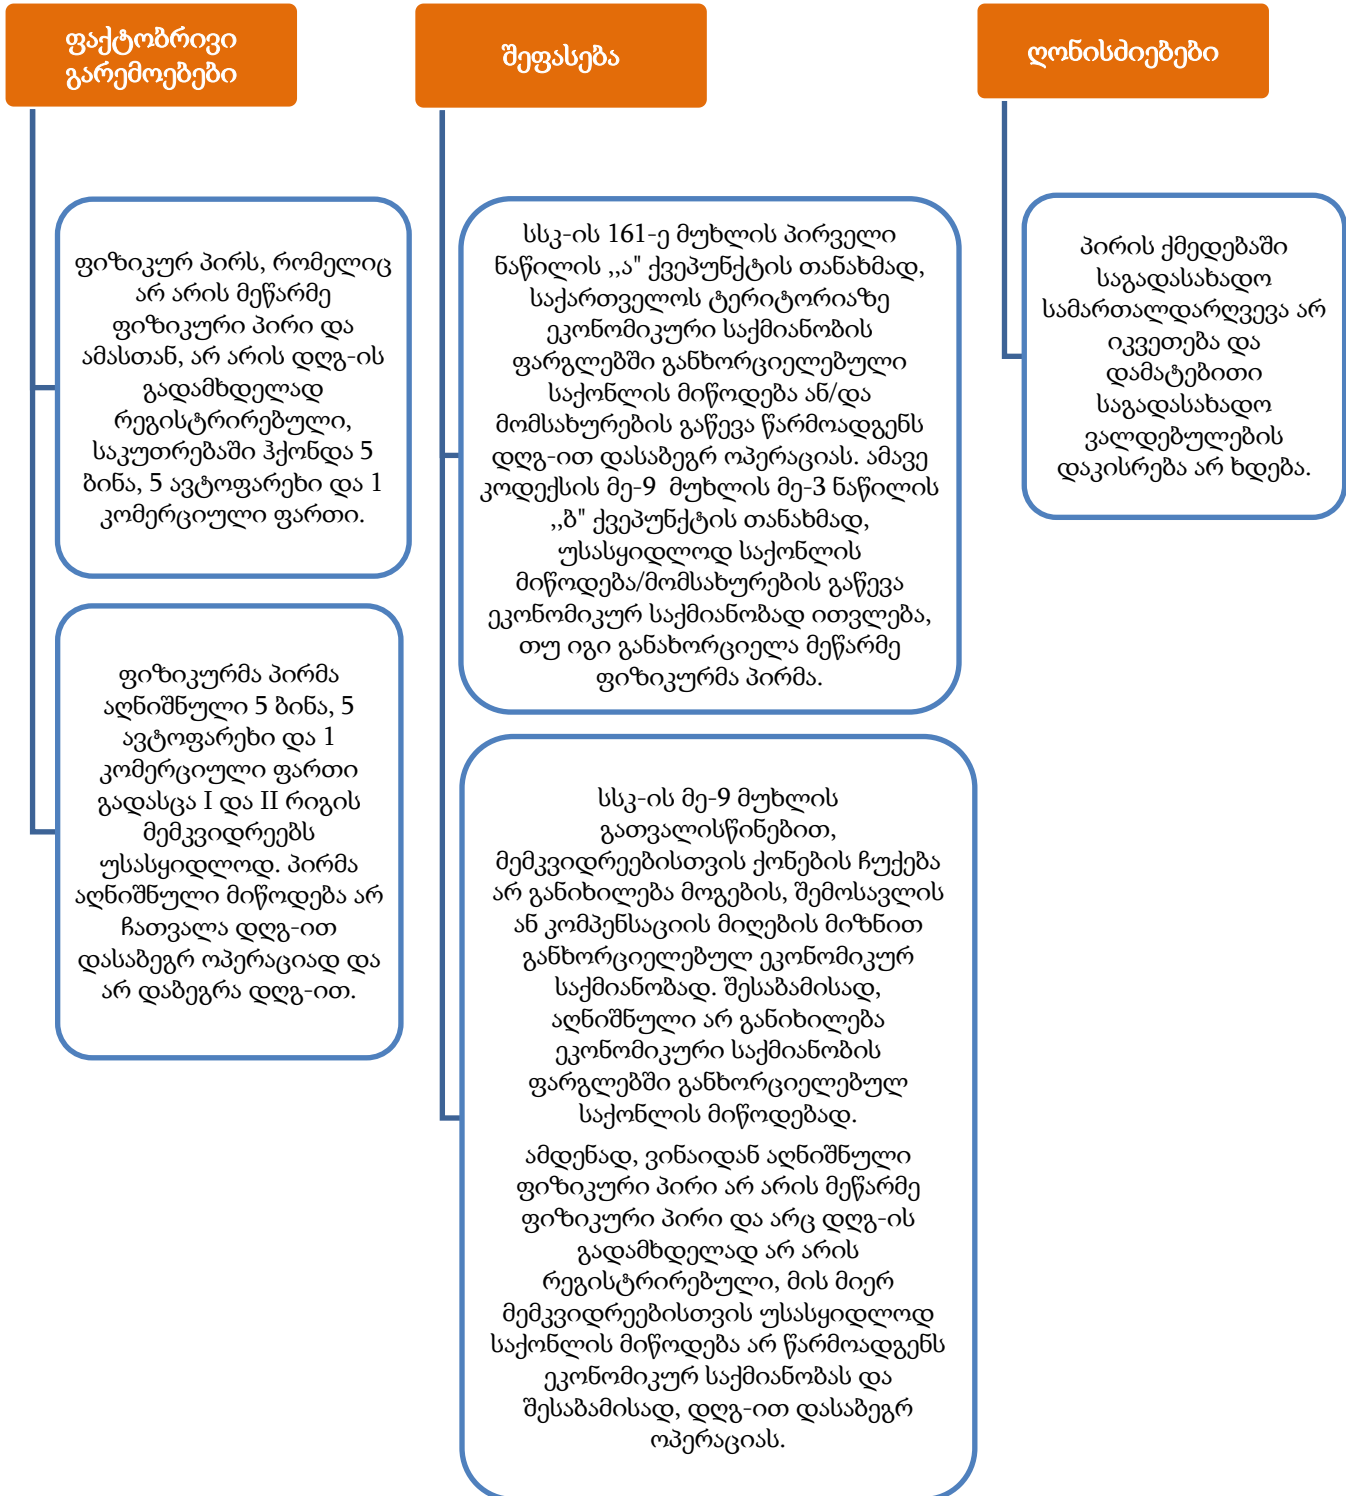 ფაქტობრივი
გარემოებები
ფიზიკურ პირს, რომელიც
არ არის მეწარმე
ფიზიკური პირი და
ამასთან, არ არის დღგ-ის
გადამხდელად
რეგისტრირებული,
საკუთრებაში ჰქონდა 5
ბინა, 5 ავტოფარეხი და 1
კომერციული ფართი.
ფიზიკურმა პირმა
აღნიშნული 5 ბინა, 5
ავტოფარეხი და 1
კომერციული ფართი
გადასცა I და II რიგის
მემკვიდრეებს
უსასყიდლოდ. პირმა
აღნიშნული მიწოდება არ
ჩათვალა დღგ-ით
დასაბეგრ ოპერაციად და
არ დაბეგრა დღგ-ით.
შეფასება
სსკ-ის 161-ე მუხლის პირველი
ნაწილის ,,ა" ქვეპუნქტის თანახმად,
საქართველოს ტერიტორიაზე
ეკონომიკური საქმიანობის
ფარგლებში განხორციელებული
საქონლის მიწოდება ან/და
მომსახურების გაწევა წარმოადგენს
დღგ-ით დასაბეგრ ოპერაციას. ამავე
კოდექსის მე-9 მუხლის მე-3 ნაწილის
,,ბ" ქვეპუნქტის თანახმად,
უსასყიდლოდ საქონლის
მიწოდება/მომსახურების გაწევა
ეკონომიკურ საქმიანობად ითვლება,
თუ იგი განახორციელა მეწარმე
ფიზიკურმა პირმა.
სსკ-ის მე-9 მუხლის
გათვალისწინებით,
მემკვიდრეებისთვის ქონების ჩუქება
არ განიხილება მოგების, შემოსავლის
ან კომპენსაციის მიღების მიზნით
განხორციელებულ ეკონომიკურ
საქმიანობად. შესაბამისად,
აღნიშნული არ განიხილება
ეკონომიკური საქმიანობის
ფარგლებში განხორციელებულ
საქონლის მიწოდებად.
ამდენად, ვინაიდან აღნიშნული
ფიზიკური პირი არ არის მეწარმე
ფიზიკური პირი და არც დღგ-ის
გადამხდელად არ არის
რეგისტრირებული, მის მიერ
მემკვიდრეებისთვის უსასყიდლოდ
საქონლის მიწოდება არ წარმოადგენს
ეკონომიკურ საქმიანობას და
შესაბამისად, დღგ-ით დასაბეგრ
ოპერაციას.
ღონისძიებები
პირის ქმედებაში
საგადასახადო
სამართალდარღვევა არ
იკვეთება და
დამატებითი
საგადასახადო
ვალდებულების
დაკისრება არ ხდება.